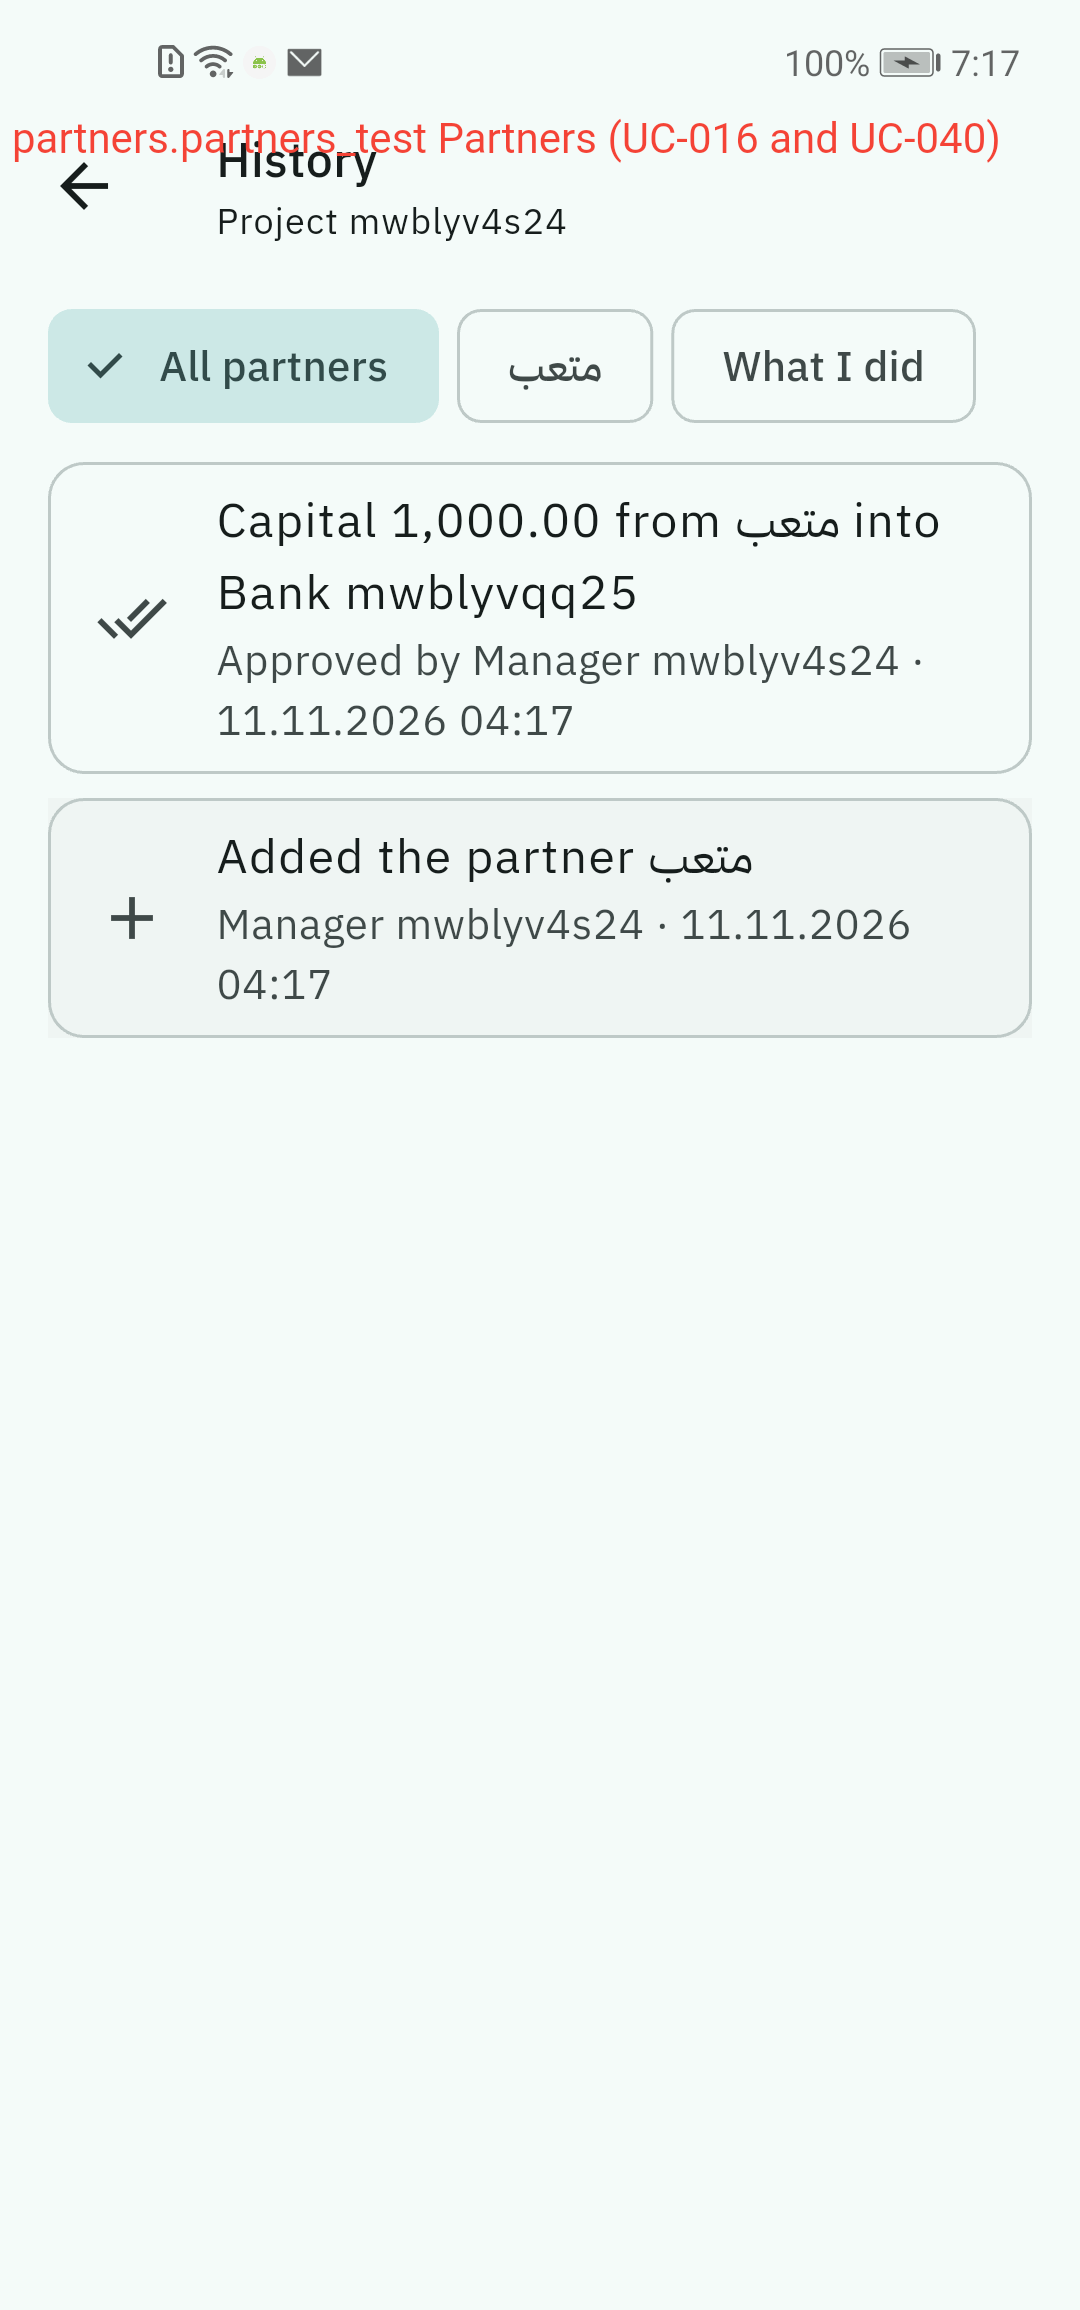 100% 7:17
partners.partners_test Partners (UC-016 and UC-040)
History
Project mwblyv4s24
All partners
متعب
What I did
Capital 1,000.00 from متعب into
Bank mwblyvqq25
Approved by Manager mwblyv4s24 ·
11.11.2026 04:17
Added the partner متعب
Manager mwblyv4s24 · 11.11.2026
04:17